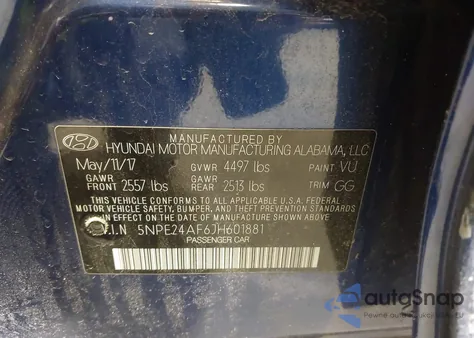 MANUFACTURED BY
HYUNDAI MOTOR MANUFACTURING ALABAMA, LLC
May/11/17 GVWR 4497 lbs PAINT VU
GAWR FRONT 2557 lbs GAWR REAR 2513 lbs TRIM GG
THIS VEHICLE CONFORMS TO ALL APPLICABLE U.S.A. FEDERAL
MOTOR VEHICLE SAFETY, BUMPER, AND THEFT PREVENTION STANDARDS
IN EFFECT ON THE DATE OF MANUFACTURE SHOWN ABOVE.
V.I.N 5NPE24AF6JH601881
PASSENGER CAR
autoSnap
Pewne auto